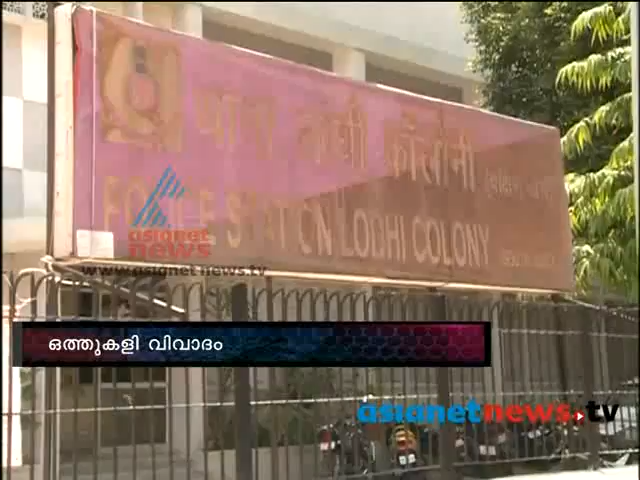 थाना लोधी कॉलोनी
POLICE STATION LODHI COLONY
asianet
news
www.asianetnews.tv
ഒത്തുകളി വിവാദം
asianetnews.tv